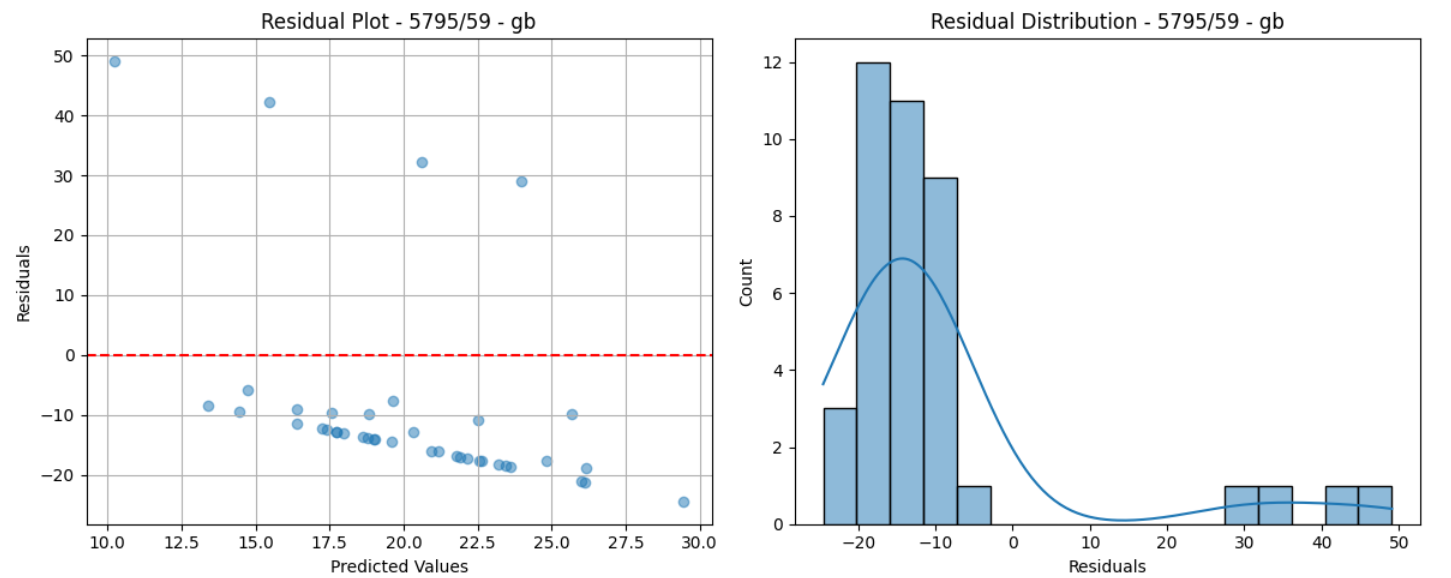 Residual Plot - 5795/59 - gb
50
40
30
20
10
0
−10
−20
Residuals
10.0 12.5 15.0 17.5 20.0 22.5 25.0 27.5 30.0
Predicted Values
Residual Distribution - 5795/59 - gb
12
10
8
6
4
2
0
Count
−20 −10 0 10 20 30 40 50
Residuals